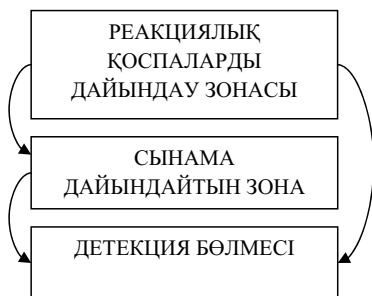 РЕАКЦИЯЛЫҚ
ҚОСПАЛАРДЫ
ДАЙЫНДАУ ЗОНАСЫ
СЫНАМА
ДАЙЫНДАЙТЫН ЗОНА
ДЕТЕКЦИЯ БӨЛМЕСІ